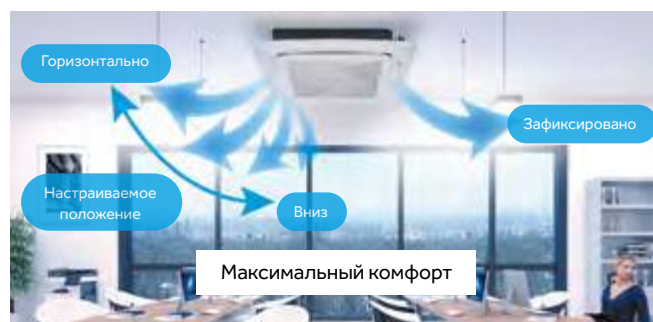 Горизонтально
Зафиксировано
Настраиваемое
положение
Вниз
Максимальный комфорт